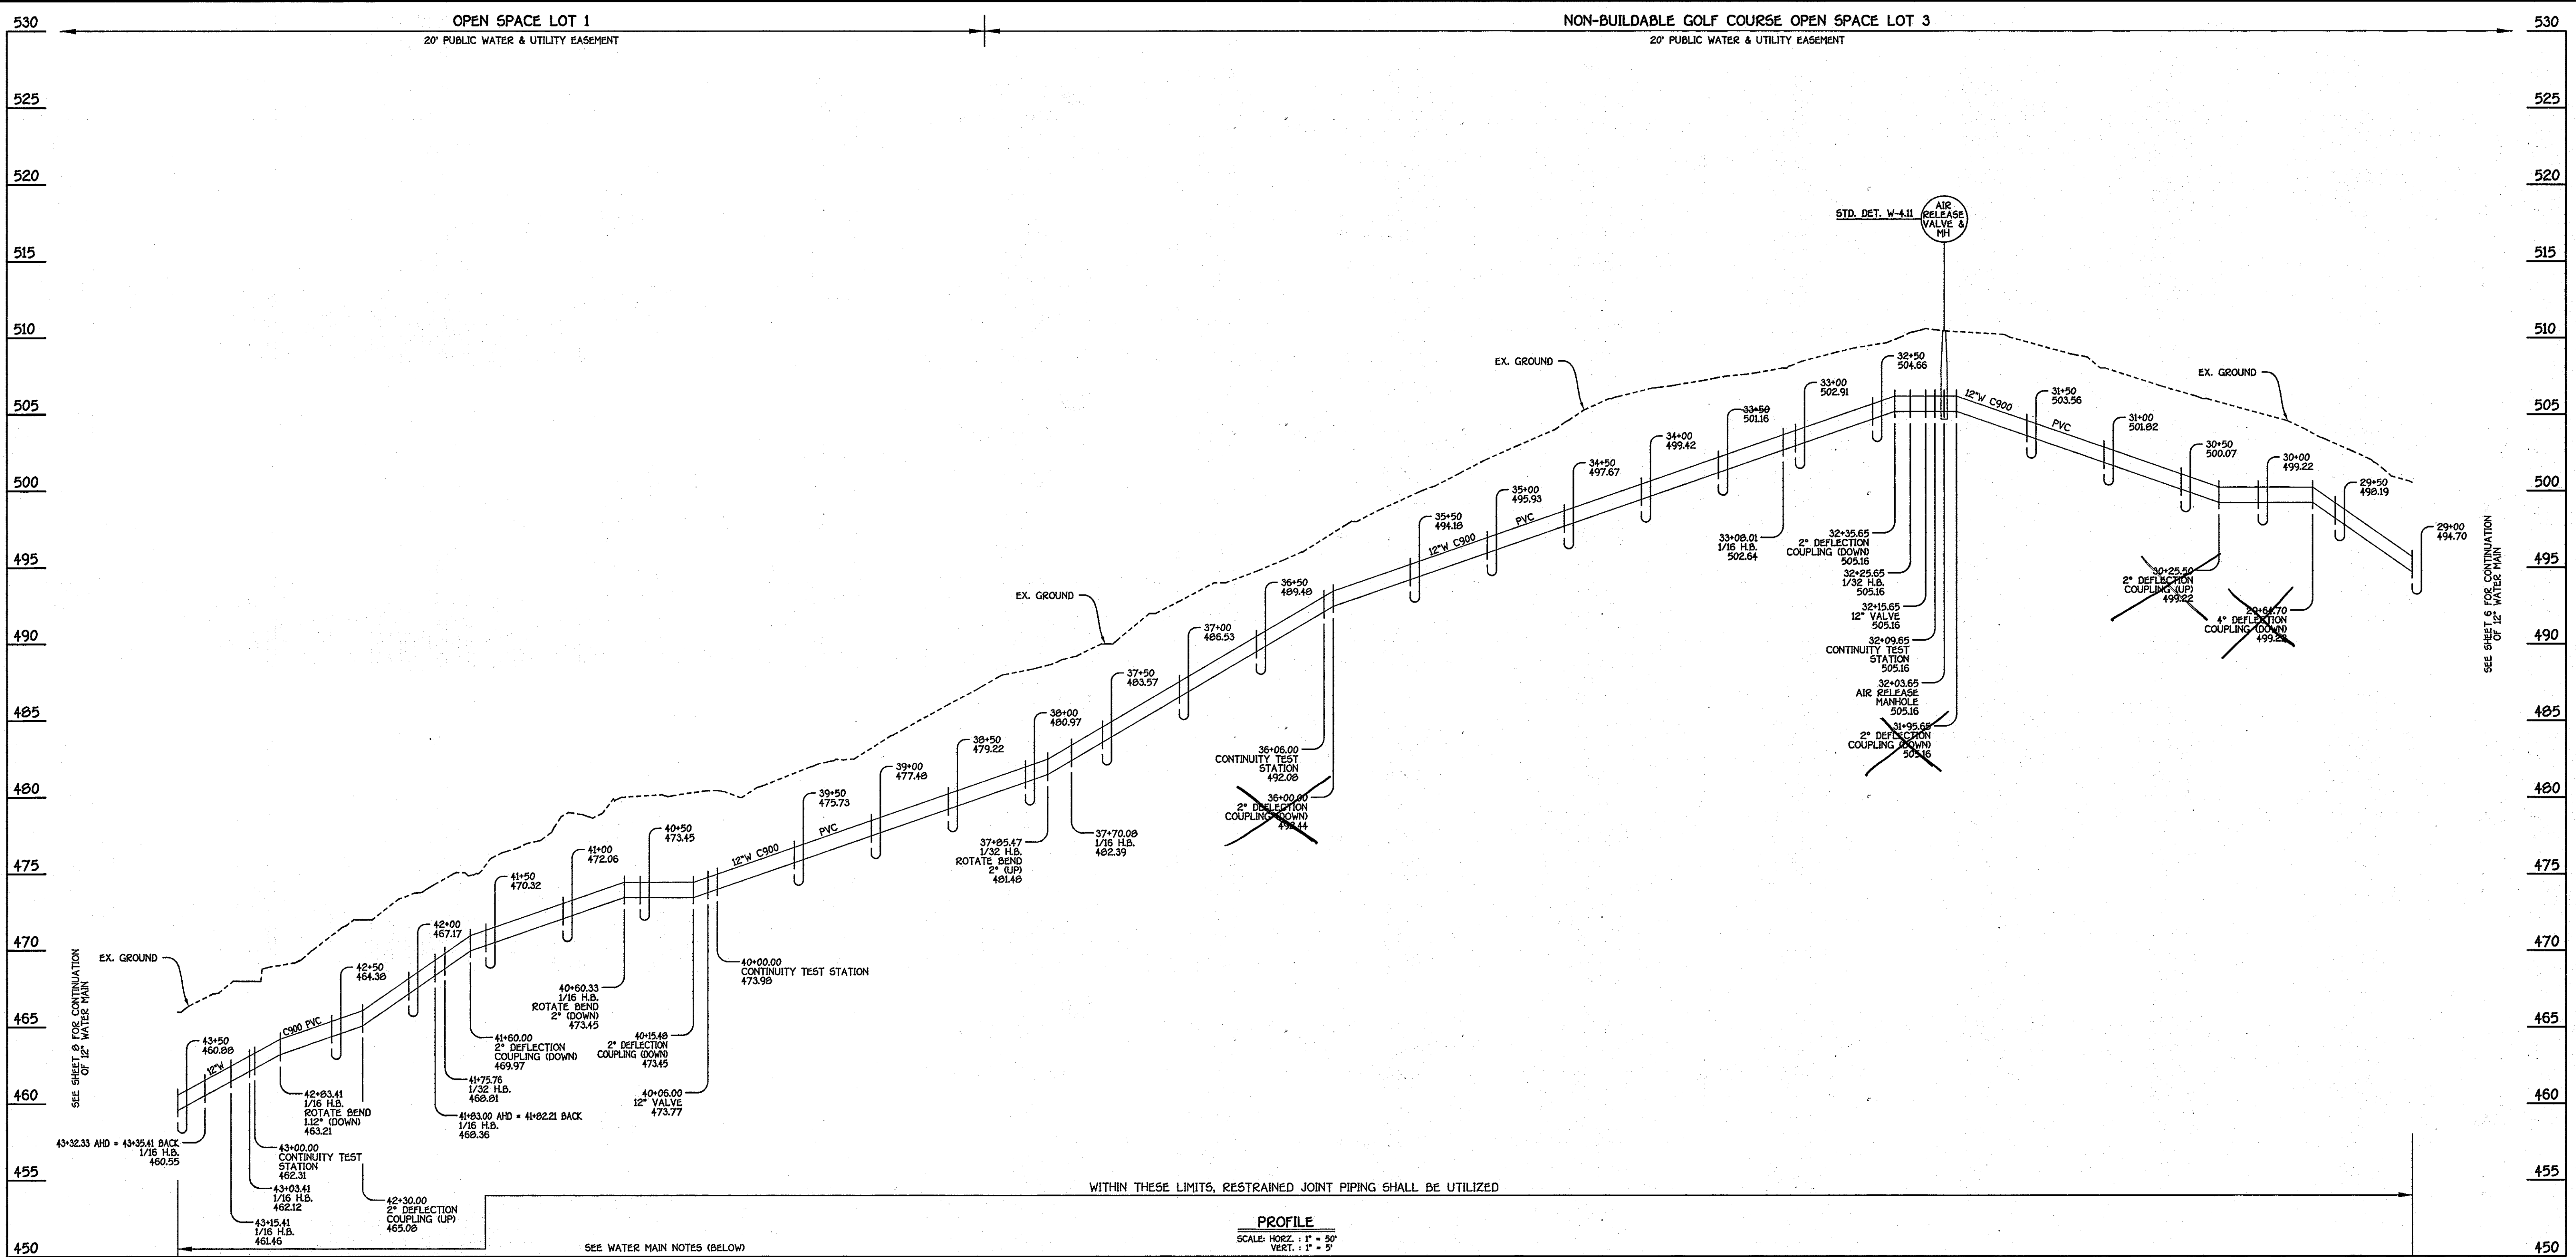 530
OPEN SPACE LOT 1
NON-BUILDABLE GOLF COURSE OPEN SPACE LOT 3
530
20' PUBLIC WATER & UTILITY EASEMENT
20' PUBLIC WATER & UTILITY EASEMENT
525
525
520
520
STD. DET. W-4.11
AIR
RELEASE
VALVE &
MH
515
515
510
510
505
505
500
500
495
495
490
490
485
485
480
480
475
475
470
470
465
465
460
460
455
455
450
450
SEE SHEET 8 FOR CONTINUATION
OF 12" WATER MAIN
EX. GROUND
43+50
460.88
12"W
C900 PVC
42+50
464.38
42+00
467.17
41+50
470.32
41+00
472.06
40+50
473.45
12"W C900
PVC
39+50
475.73
39+00
477.48
38+50
479.22
38+00
480.97
37+50
483.57
37+00
486.53
36+50
489.48
EX. GROUND
35+50
494.18
12"W C900
PVC
35+00
495.93
34+50
497.67
34+00
499.42
33+50
501.16
33+00
502.91
32+50
504.66
EX. GROUND
12"W C900
PVC
31+50
503.56
31+00
501.82
30+50
500.07
30+00
499.22
29+50
498.19
29+00
494.70
EX. GROUND
SEE SHEET 6 FOR CONTINUATION
OF 12" WATER MAIN
43+32.33 AHD = 43+35.41 BACK
1/16 H.B.
460.55
43+15.41
1/16 H.B.
461.46
43+03.41
1/16 H.B.
462.12
43+00.00
CONTINUITY TEST
STATION
462.31
42+83.41
1/16 H.B.
ROTATE BEND
1.12° (DOWN)
463.21
42+30.00
2° DEFLECTION
COUPLING (UP)
465.08
41+83.00 AHD = 41+82.21 BACK
1/16 H.B.
468.36
41+75.76
1/32 H.B.
468.81
41+60.00
2° DEFLECTION
COUPLING (DOWN)
469.97
40+60.33
1/16 H.B.
ROTATE BEND
2° (DOWN)
473.45
40+15.48
2° DEFLECTION
COUPLING (DOWN)
473.45
40+06.00
12" VALVE
473.77
40+00.00
CONTINUITY TEST STATION
473.98
37+85.47
1/32 H.B.
ROTATE BEND
2° (UP)
481.48
37+70.08
1/16 H.B.
482.39
36+06.00
CONTINUITY TEST
STATION
492.08
36+00.00
2° DEFLECTION
COUPLING (DOWN)
492.44
33+08.01
1/16 H.B.
502.64
32+35.65
2° DEFLECTION
COUPLING (DOWN)
505.16
32+25.65
1/32 H.B.
505.16
32+15.65
12" VALVE
505.16
32+09.65
CONTINUITY TEST
STATION
505.16
32+03.65
AIR RELEASE
MANHOLE
505.16
31+95.65
2° DEFLECTION
COUPLING (DOWN)
505.16
30+25.50
2° DEFLECTION
COUPLING (UP)
499.22
29+64.70
4° DEFLECTION
COUPLING (DOWN)
499.22
WITHIN THESE LIMITS, RESTRAINED JOINT PIPING SHALL BE UTILIZED
SEE WATER MAIN NOTES (BELOW)
PROFILE
SCALE: HORZ. : 1" = 50'
VERT. : 1" = 5'